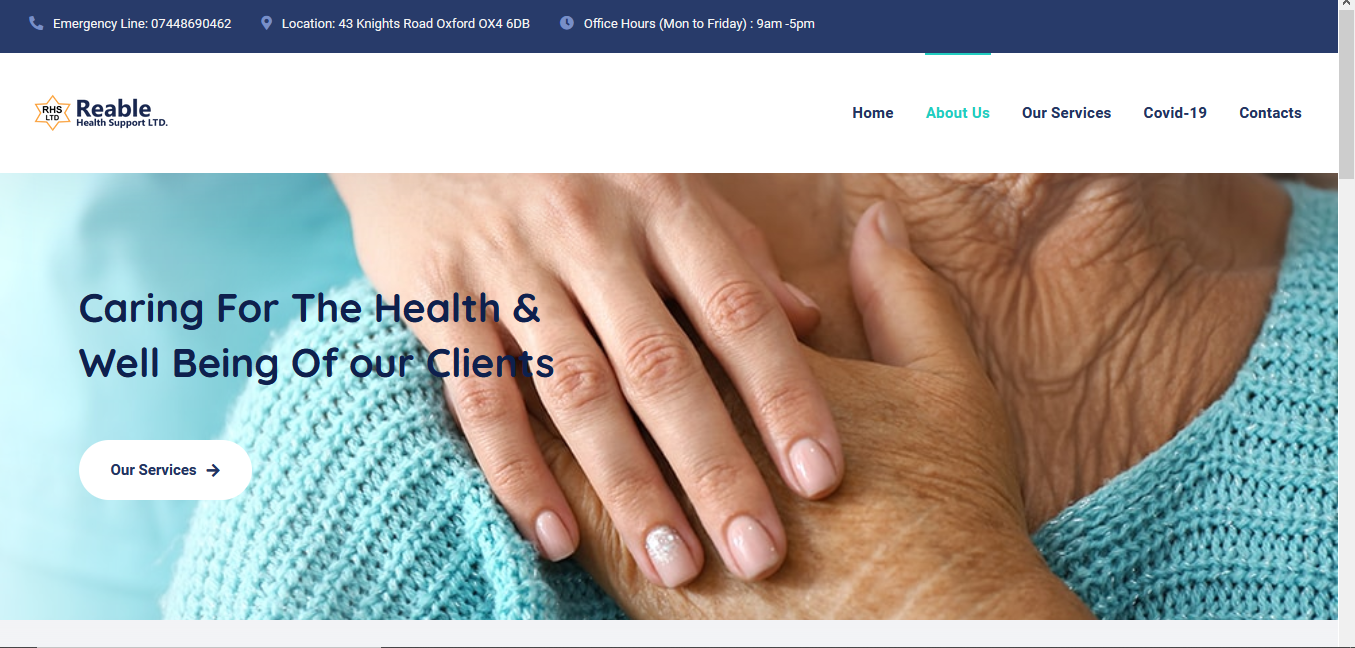 Emergency Line: 07448690462
Location: 43 Knights Road Oxford OX4 6DB
Office Hours (Mon to Friday) : 9am -5pm
RHS
LTD
Reable
Health Support LTD.
Home
About Us
Our Services
Covid-19
Contacts
Caring For The Health &
Well Being Of our Clients
Our Services